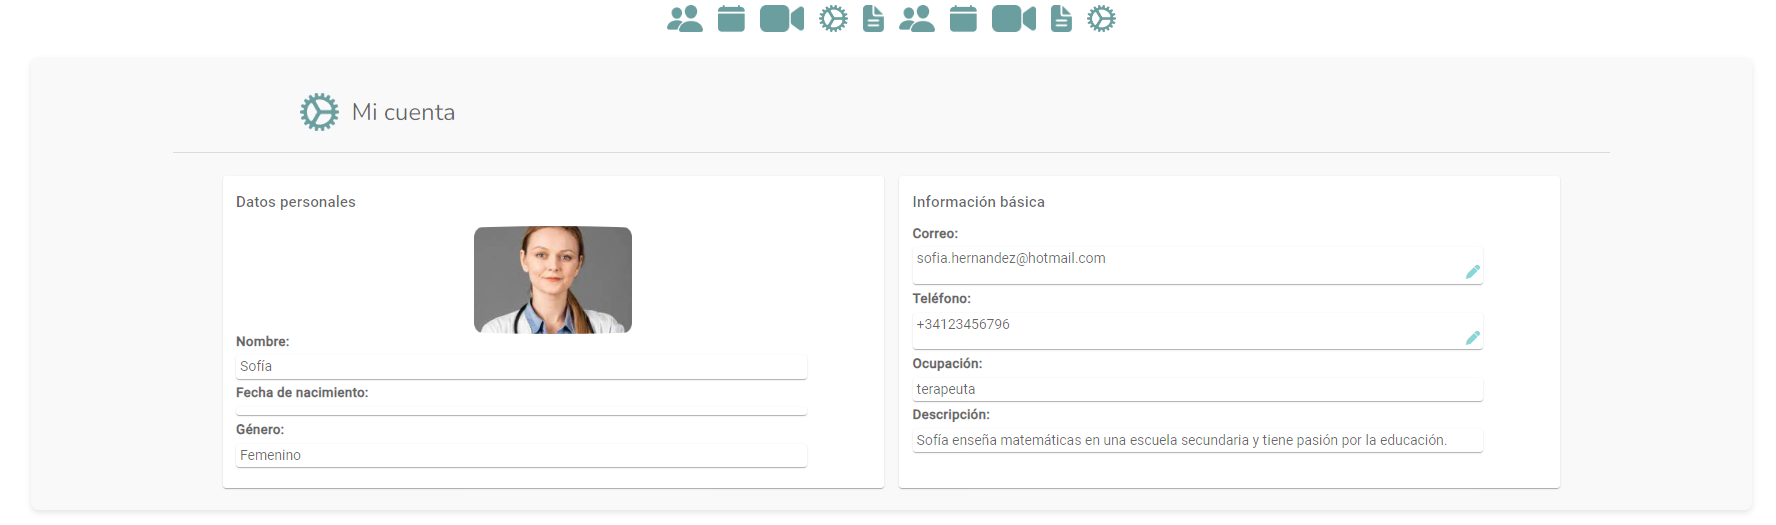 Mi cuenta
Datos personales
Nombre:
Sofía
Fecha de nacimiento:
Género:
Femenino
Información básica
Correo:
sofia.hernandez@hotmail.com
Teléfono:
+34123456796
Ocupación:
terapeuta
Descripción:
Sofía enseña matemáticas en una escuela secundaria y tiene pasión por la educación.